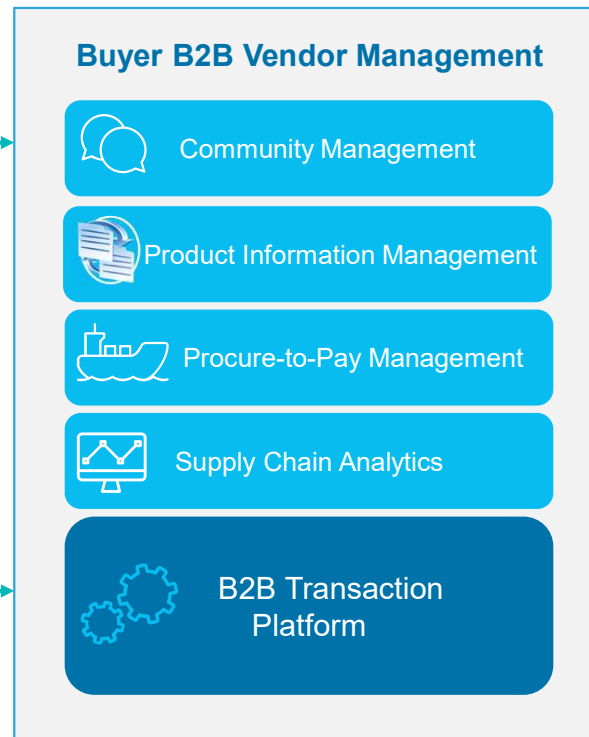 Buyer B2B Vendor Management
Community Management
Product Information Management
Procure-to-Pay Management
Supply Chain Analytics
B2B Transaction
Platform